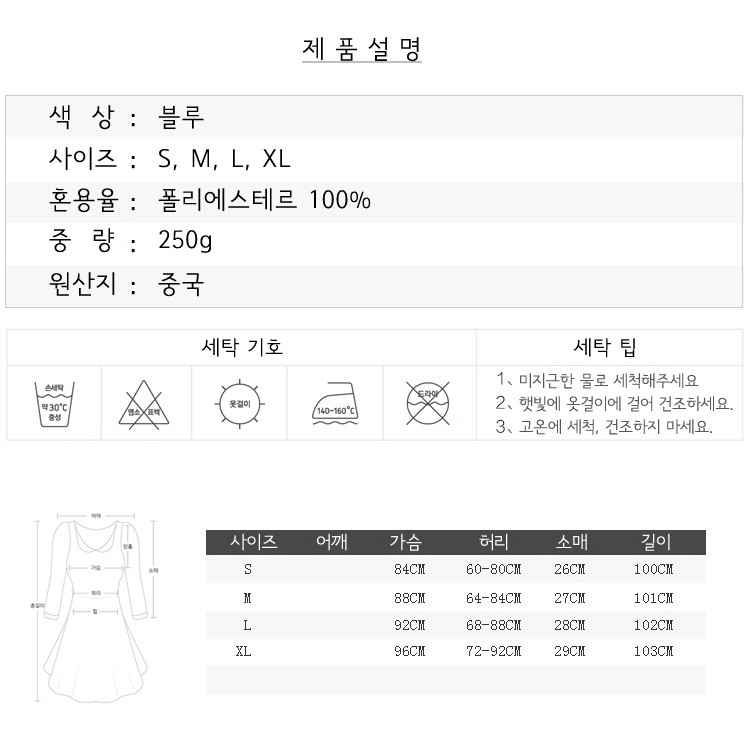 제 품 설 명
색 상 : 블루
사이즈 : S, M, L, XL
혼용율 : 폴리에스테르 100%
중 량 : 250g
원산지 : 중국
세탁 기호
세탁 팁
손세탁
약 30℃
중성
염소 표백
옷걸이
140~160℃
드라이
1、미지근한 물로 세척해주세요
2、햇빛에 옷걸이에 걸어 건조하세요.
3、고온에 세척, 건조하지 마세요.
어깨
암홀
가슴
소매
허리
총길이
힙
사이즈 어깨 가슴 허리 소매 길이
S 84CM 60-80CM 26CM 100CM
M 88CM 64-84CM 27CM 101CM
L 92CM 68-88CM 28CM 102CM
XL 96CM 72-92CM 29CM 103CM